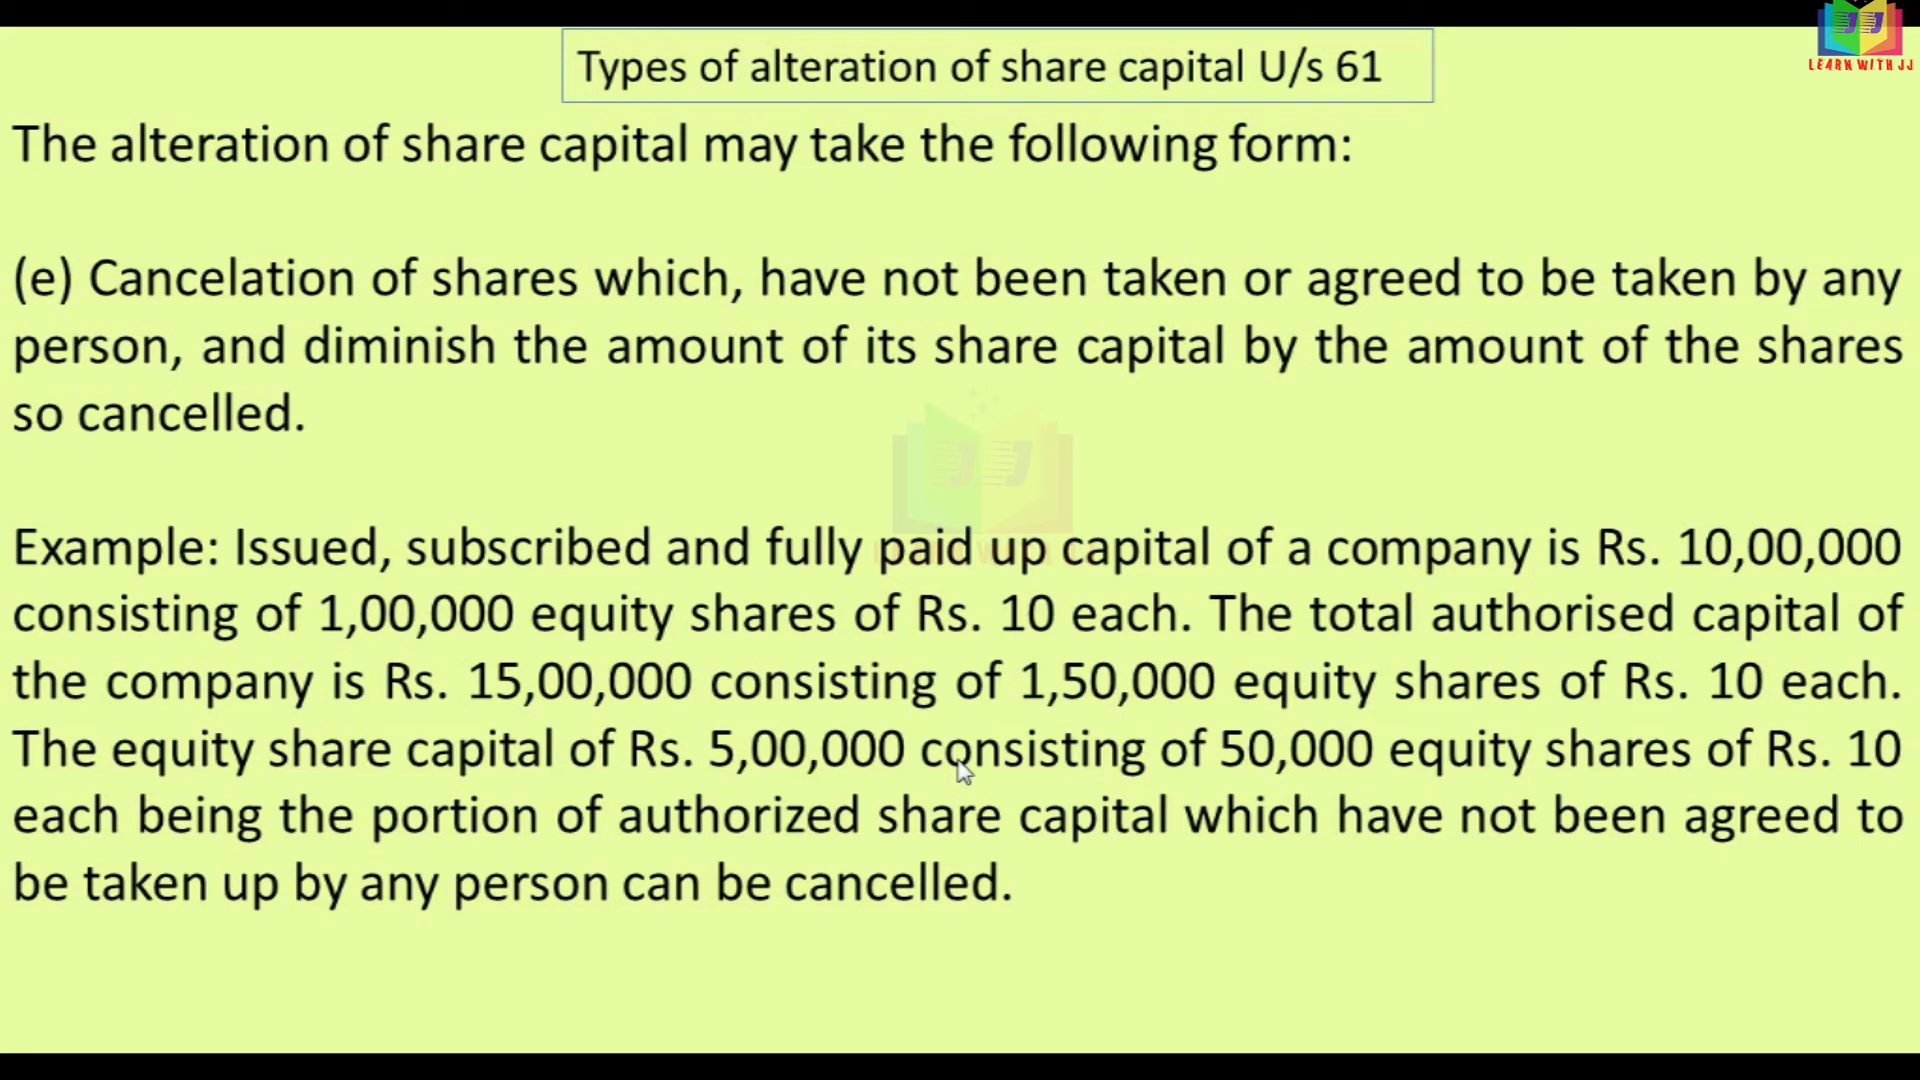 LEARN WITH JJ
Types of alteration of share capital U/s 61
The alteration of share capital may take the following form:
(e) Cancelation of shares which, have not been taken or agreed to be taken by any
person, and diminish the amount of its share capital by the amount of the shares
so cancelled.
Example: Issued, subscribed and fully paid up capital of a company is Rs. 10,00,000
consisting of 1,00,000 equity shares of Rs. 10 each. The total authorised capital of
the company is Rs. 15,00,000 consisting of 1,50,000 equity shares of Rs. 10 each.
The equity share capital of Rs. 5,00,000 consisting of 50,000 equity shares of Rs. 10
each being the portion of authorized share capital which have not been agreed to
be taken up by any person can be cancelled.